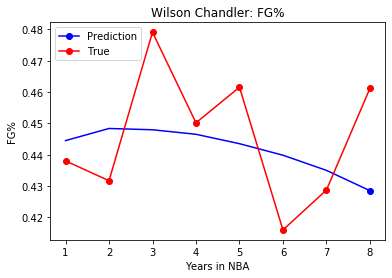 Wilson Chandler: FG%
Prediction
True
0.48
0.47
0.46
0.45
0.44
0.43
0.42
FG%
1 2 3 4 5 6 7 8
Years in NBA